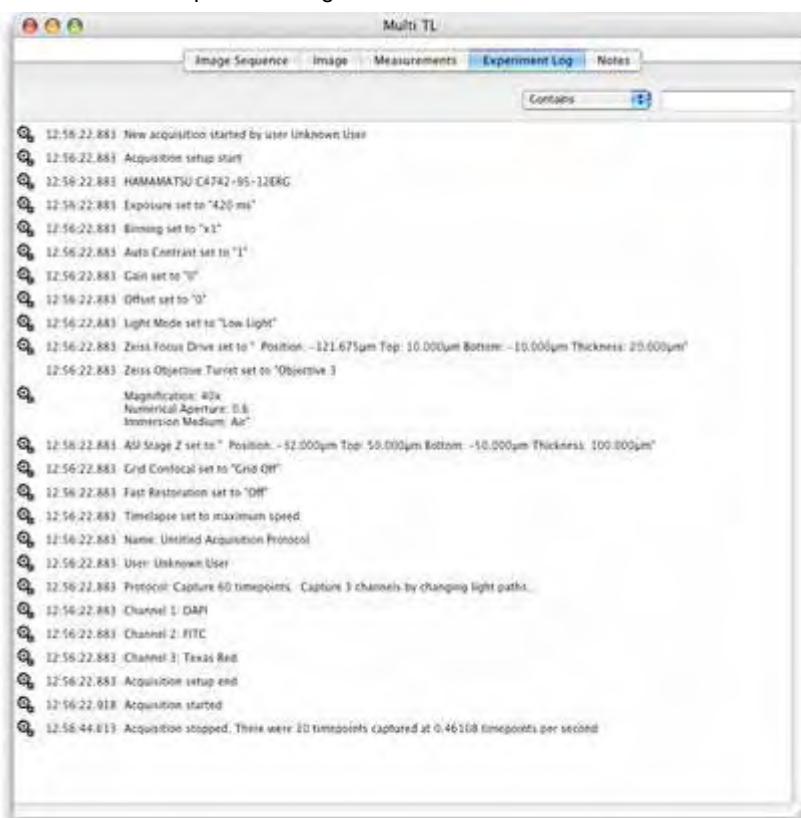 Multi TL
Image Sequence Image Measurements Experiment Log Notes
Contains
12:56:22.883 New acquisition started by user Unknown User
12:56:22.883 Acquisition setup start
12:56:22.883 HAMAMATSU C4742-95-12ERG
12:56:22.883 Exposure set to "420 ms"
12:56:22.883 Binning set to "x1"
12:56:22.883 Auto Contrast set to "1"
12:56:22.883 Gain set to "0"
12:56:22.883 Offset set to "0"
12:56:22.883 Light Mode set to "Low Light"
12:56:22.883 Zeiss Focus Drive set to " Position: -121.675µm Top: 10.000µm Bottom: -10.000µm Thickness: 20.000µm"
12:56:22.883 Zeiss Objective Turret set to "Objective 3
Magnification: 40x
Numerical Aperture: 0.6
Immersion Medium: Air"
12:56:22.883 ASI Stage Z set to " Position: -32.000µm Top: 50.000µm Bottom: -50.000µm Thickness: 100.000µm"
12:56:22.883 Grid Confocal set to "Grid Off"
12:56:22.883 Fast Restoration set to "Off"
12:56:22.883 Timelapse set to maximum speed
12:56:22.883 Name: Untitled Acquisition Protocol
12:56:22.883 User: Unknown User
12:56:22.883 Protocol: Capture 60 timepoints. Capture 3 channels by changing light paths.
12:56:22.883 Channel 1: DAPI
12:56:22.883 Channel 2: FITC
12:56:22.883 Channel 3: Texas Red
12:56:22.883 Acquisition setup end
12:56:22.918 Acquisition started
12:56:44.613 Acquisition stopped. There were 10 timepoints captured at 0.46108 timepoints per second